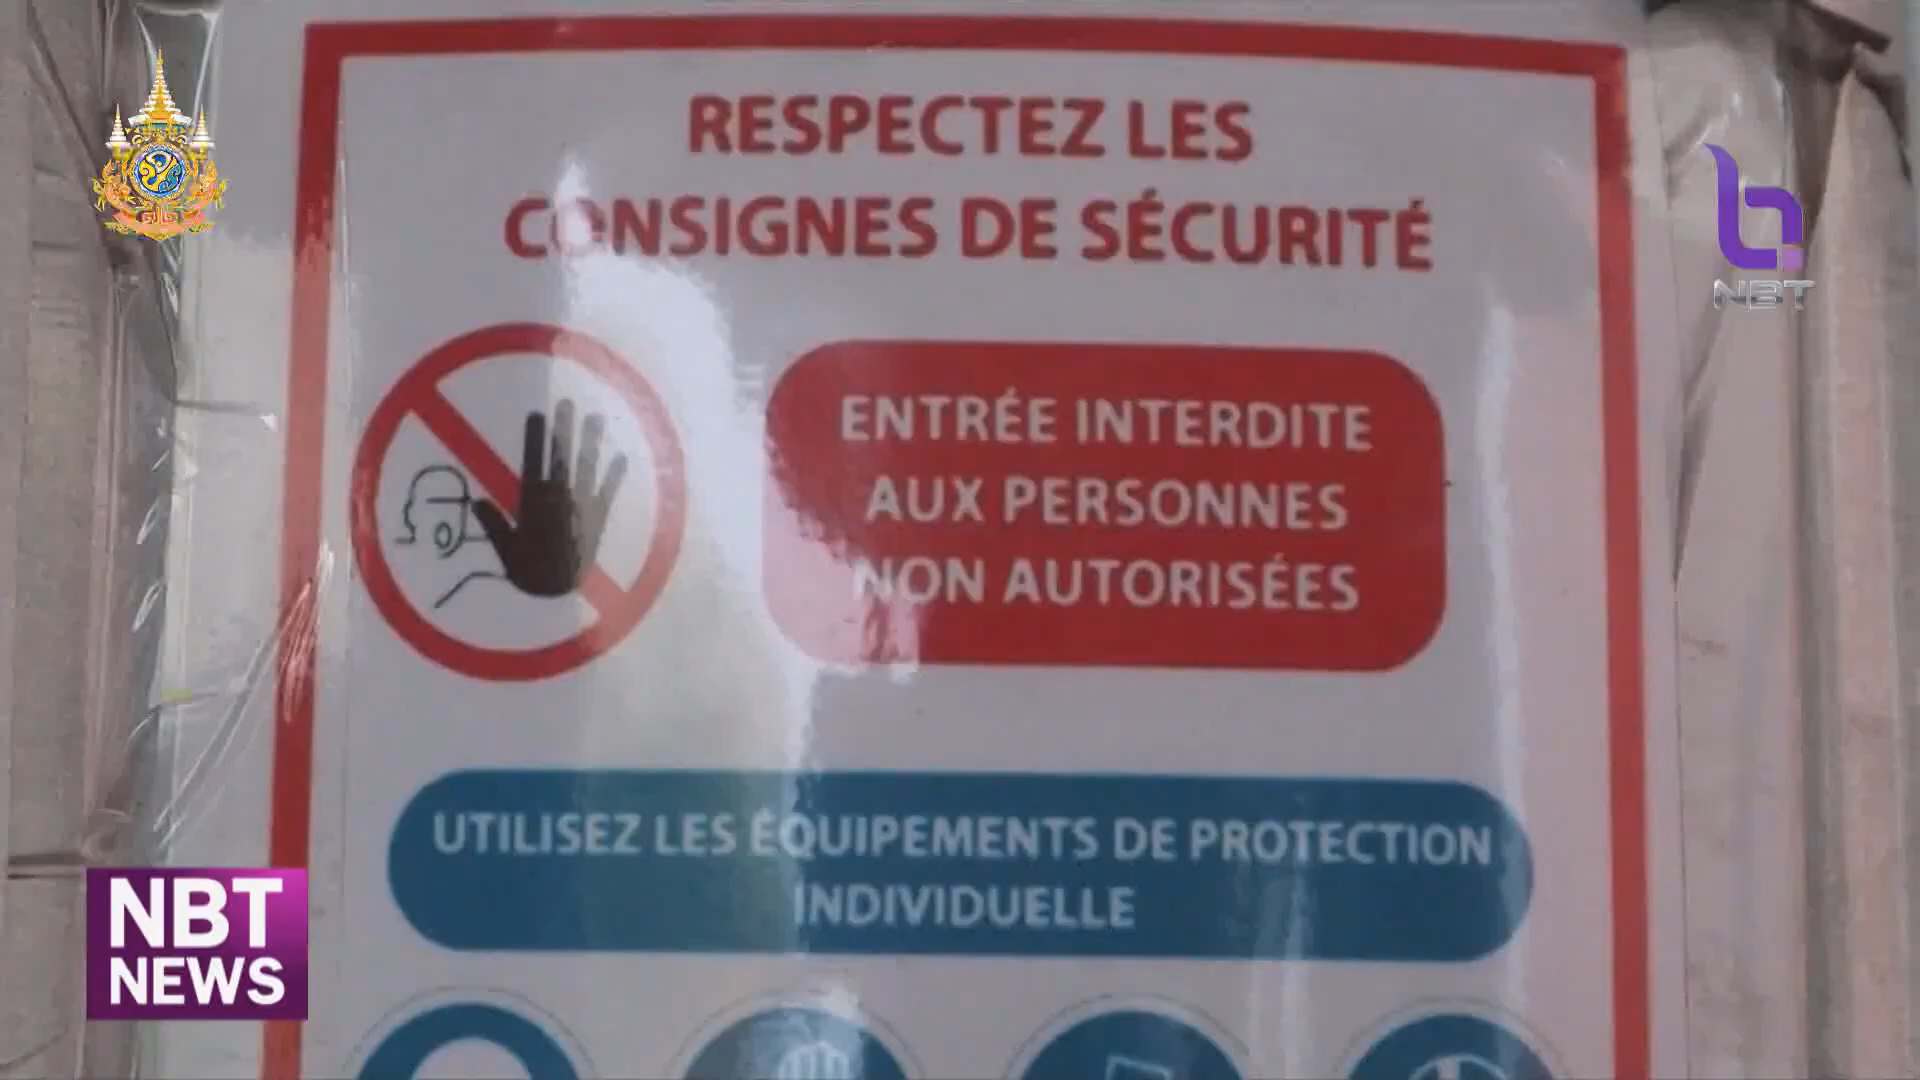 RESPECTEZ LES
CONSIGNES DE SÉCURITÉ
ENTRÉE INTERDITE
AUX PERSONNES
NON AUTORISÉES
UTILISEZ LES ÉQUIPEMENTS DE PROTECTION
INDIVIDUELLE
NBT
NBT
NEWS